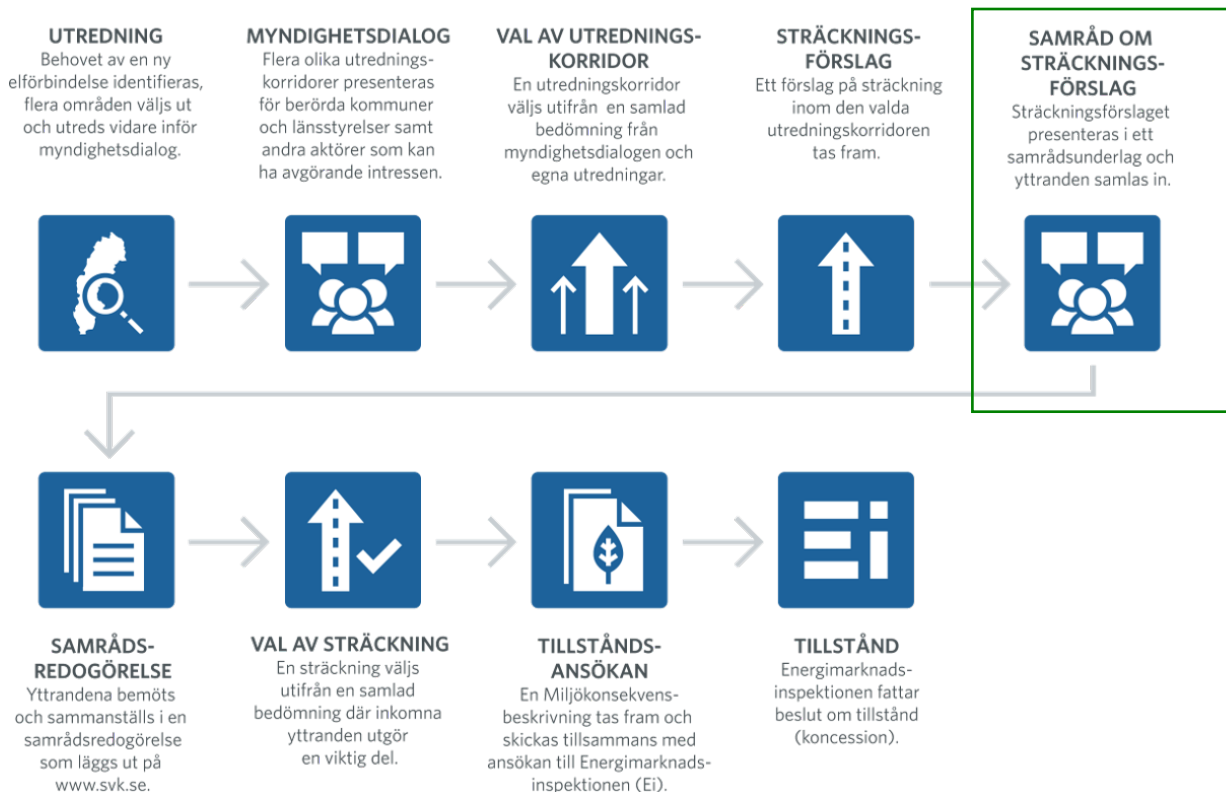 UTREDNING
Behovet av en ny
elförbindelse identifieras,
flera områden väljs ut
och utreds vidare inför
myndighetsdialog.
MYNDIGHETSDIALOG
Flera olika utrednings-
korridorer presenteras
för berörda kommuner
och länsstyrelser samt
andra aktörer som kan
ha avgörande intressen.
VAL AV UTREDNINGS-
KORRIDOR
En utredningskorridor
väljs utifrån en samlad
bedömning från
myndighetsdialogen och
egna utredningar.
STRÄCKNINGS-
FÖRSLAG
Ett förslag på sträckning
inom den valda
utredningskorridoren
tas fram.
SAMRÅD OM
STRÄCKNINGS-
FÖRSLAG
Sträckningsförslaget
presenteras i ett
samrådsunderlag och
yttranden samlas in.
Ei
SAMRÅDS-
REDOGÖRELSE
Yttrandena bemöts
och sammanställs i en
samrådsredogörelse
som läggs ut på
www.svk.se.
VAL AV STRÄCKNING
En sträckning väljs
utifrån en samlad
bedömning där inkomna
yttranden utgör
en viktig del.
TILLSTÅNDS-
ANSÖKAN
En Miljökonsekvens-
beskrivning tas fram och
skickas tillsammans med
ansökan till Energimarknads-
inspektionen (Ei).
TILLSTÅND
Energimarknads-
inspektionen fattar
beslut om tillstånd
(koncession).